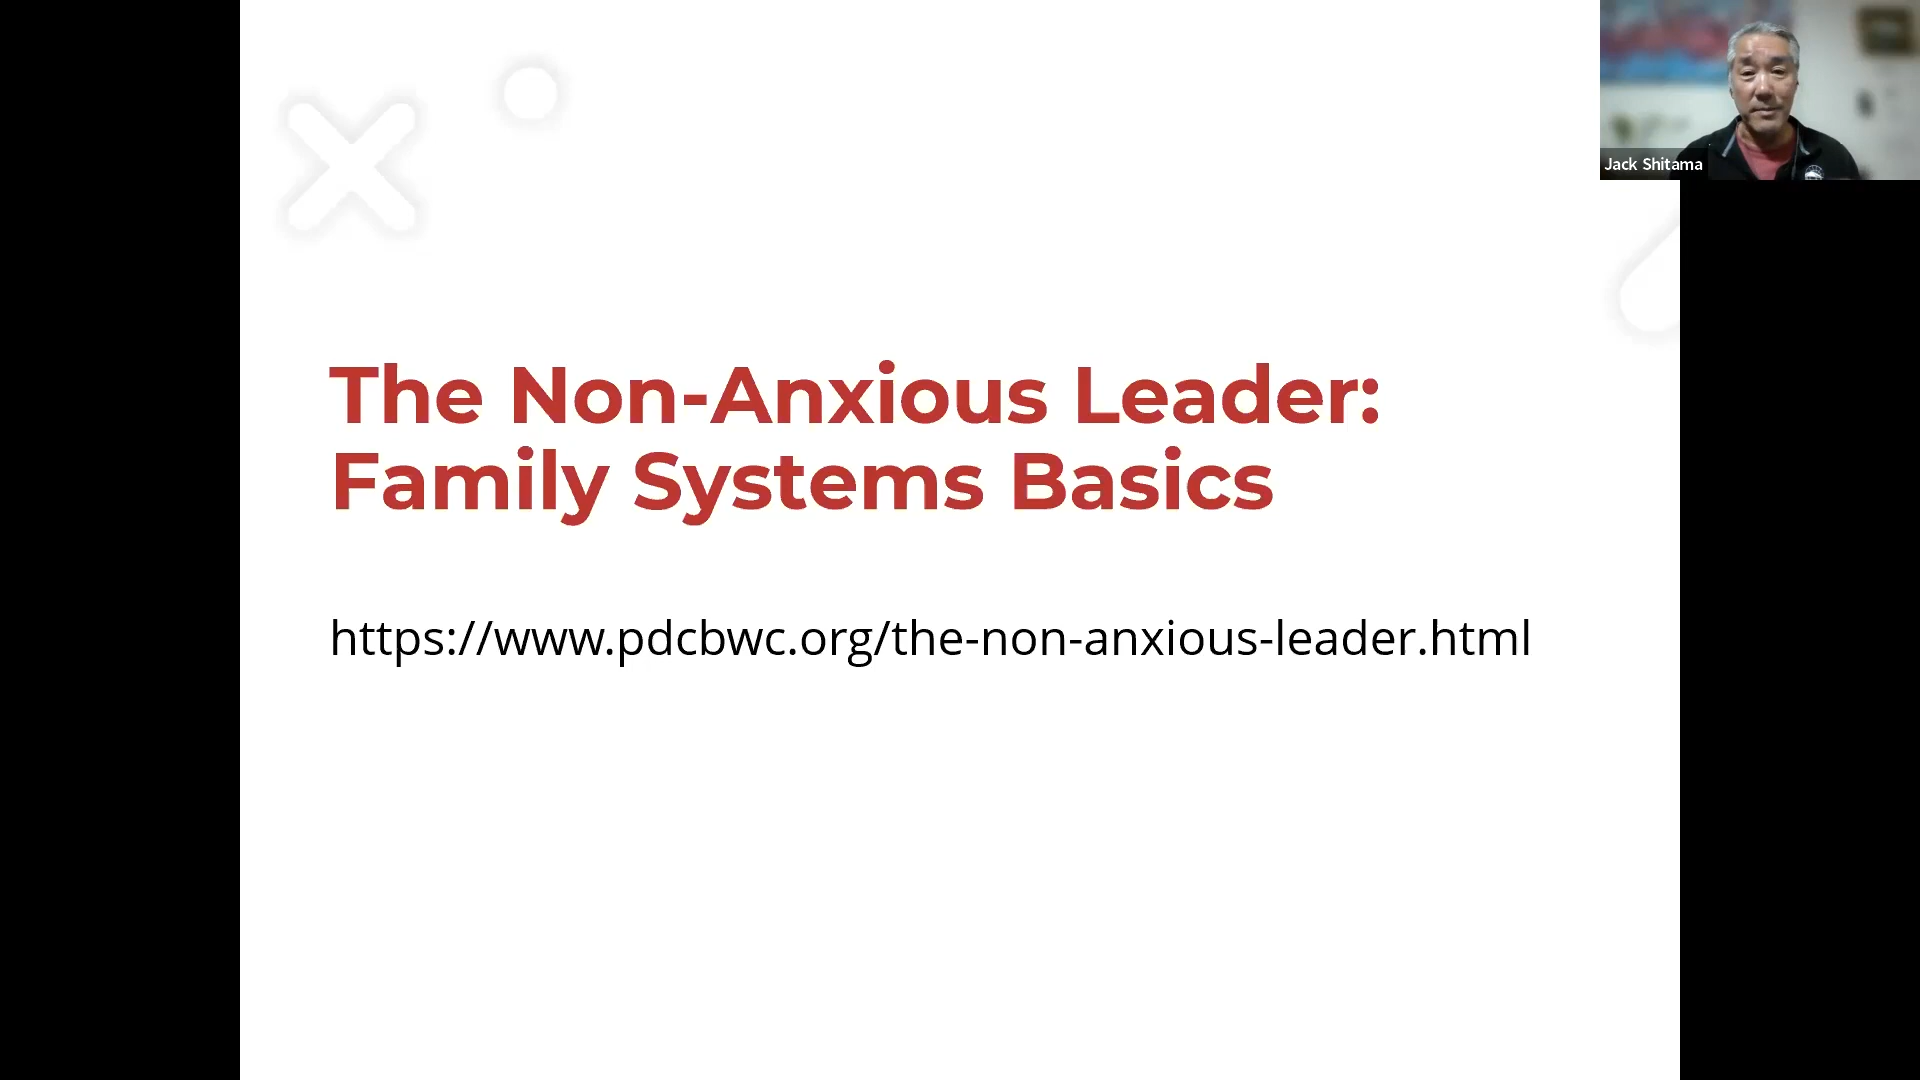 Jack Shitama
The Non-Anxious Leader:
Family Systems Basics
https://www.pdcbwc.org/the-non-anxious-leader.html